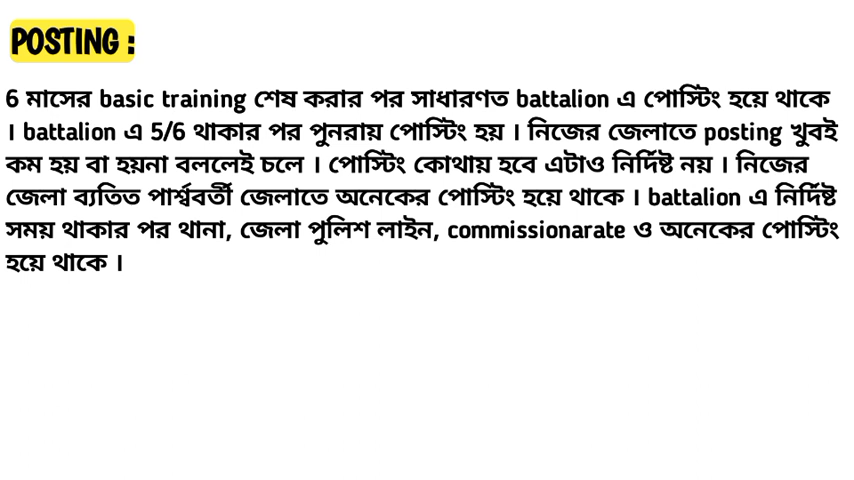 POSTING :
6 মাসের basic training শেষ করার পর সাধারণত battalion এ পোস্টিং হয়ে থাকে
। battalion এ 5/6 থাকার পর পুনরায় পোস্টিং হয় । নিজের জেলাতে posting খুবই
কম হয় বা হয়না বললেই চলে । পোস্টিং কোথায় হবে এটাও নির্দিষ্ট নয় । নিজের
জেলা ব্যতিত পার্শ্ববর্তী জেলাতে অনেকের পোস্টিং হয়ে থাকে । battalion এ নির্দিষ্ট
সময় থাকার পর থানা, জেলা পুলিশ লাইন, commissionarate ও অনেকের পোস্টিং
হয়ে থাকে ।